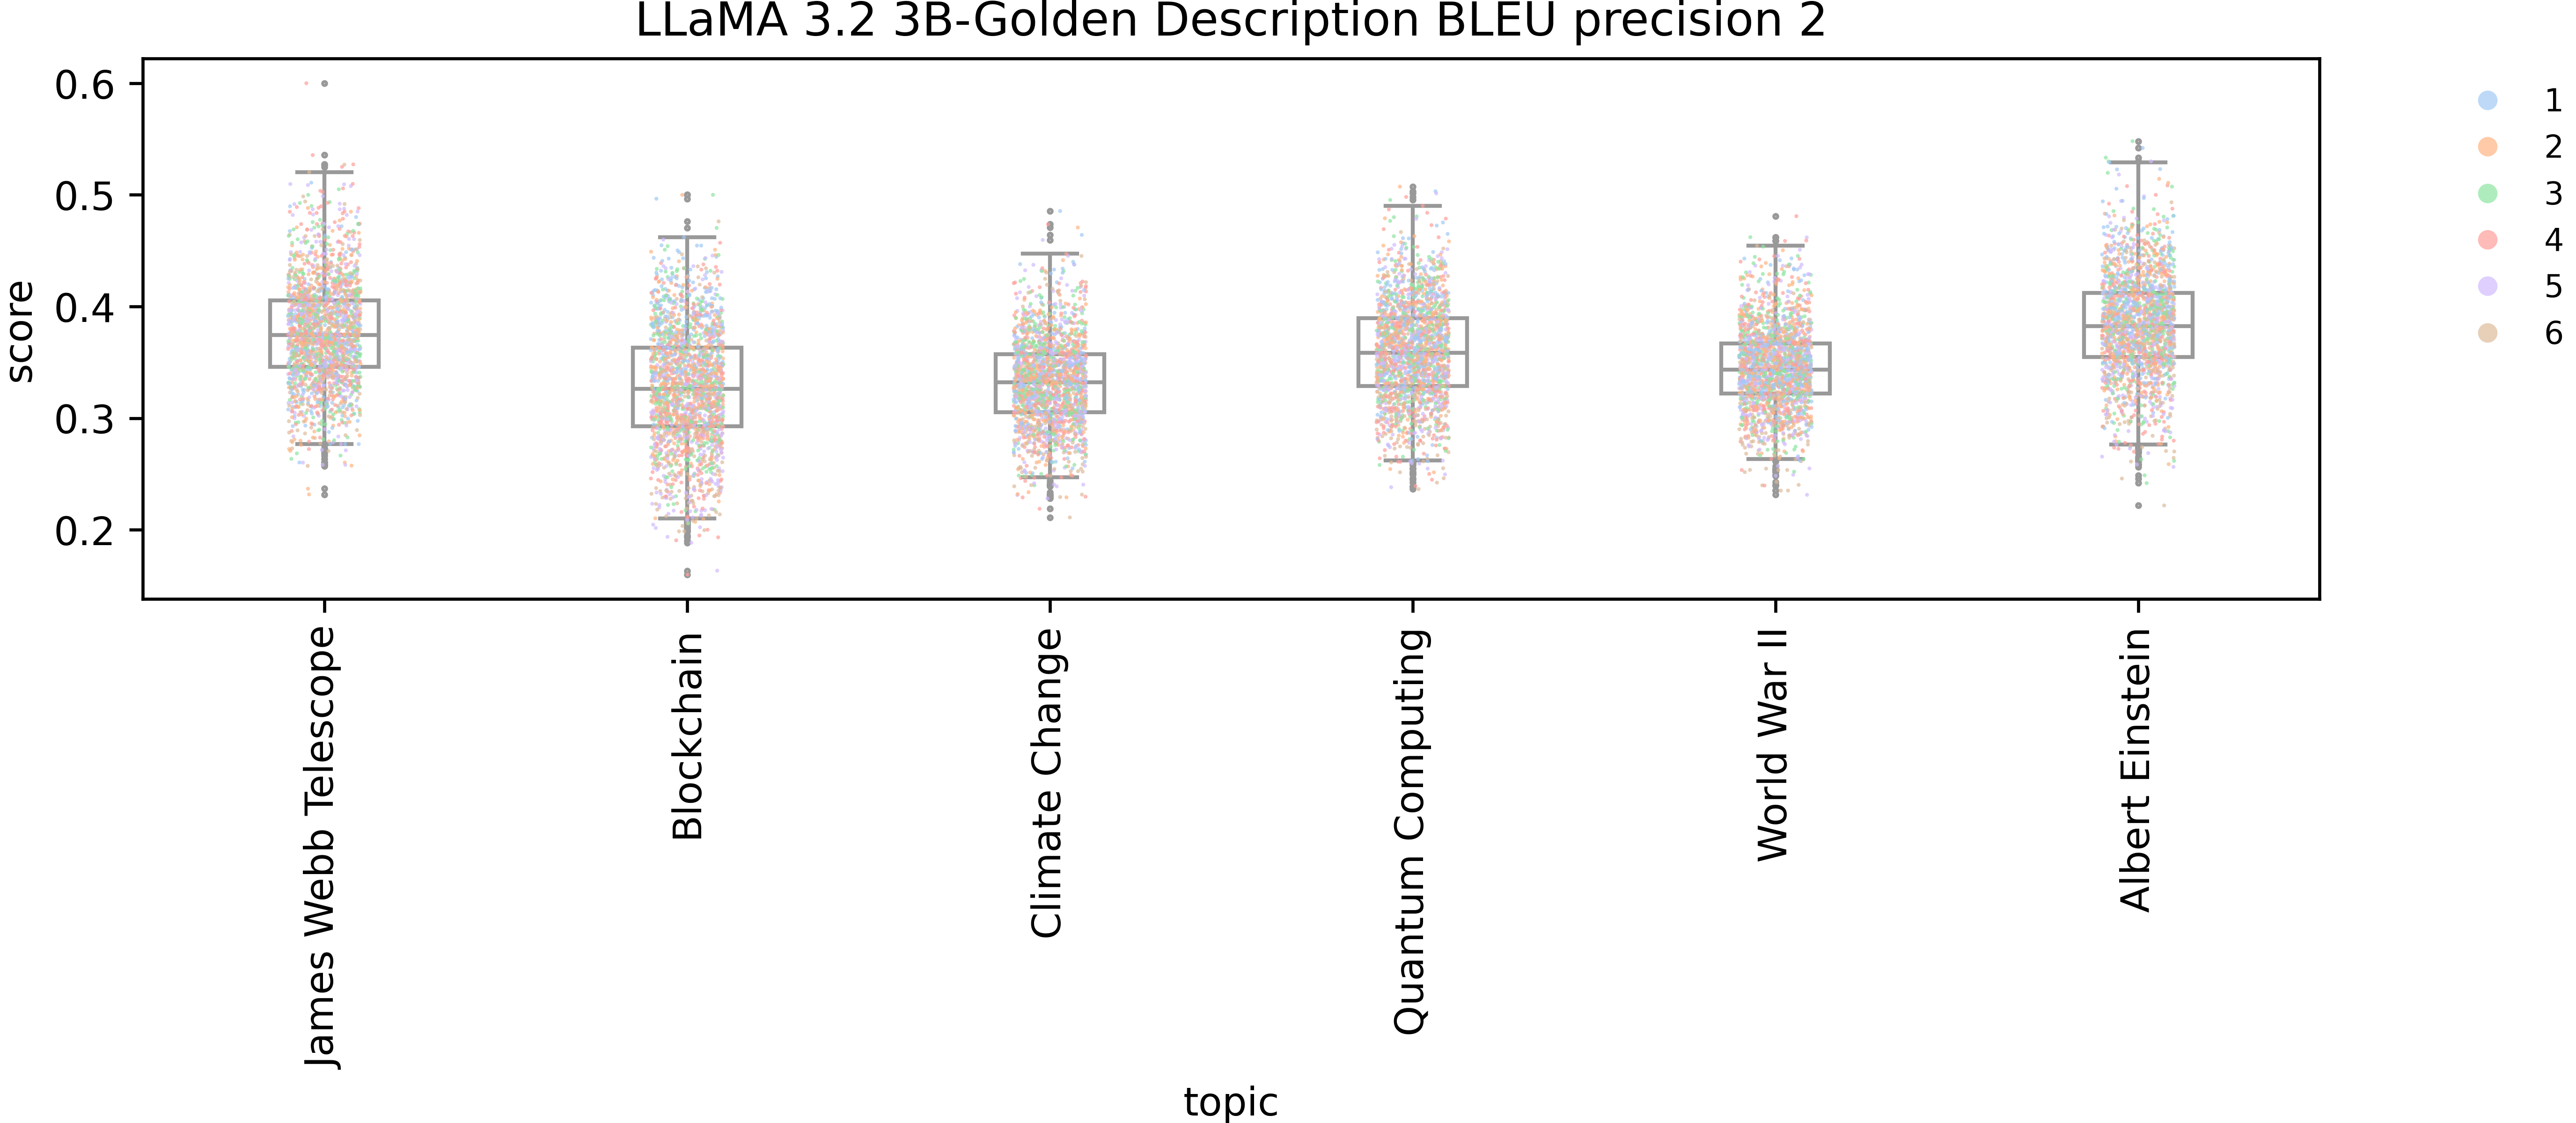 LLaMA 3.2 3B-Golden Description BLEU precision 2
score
0.6
0.5
0.4
0.3
0.2
James Webb Telescope
Blockchain
Climate Change
Quantum Computing
World War II
Albert Einstein
topic
1
2
3
4
5
6